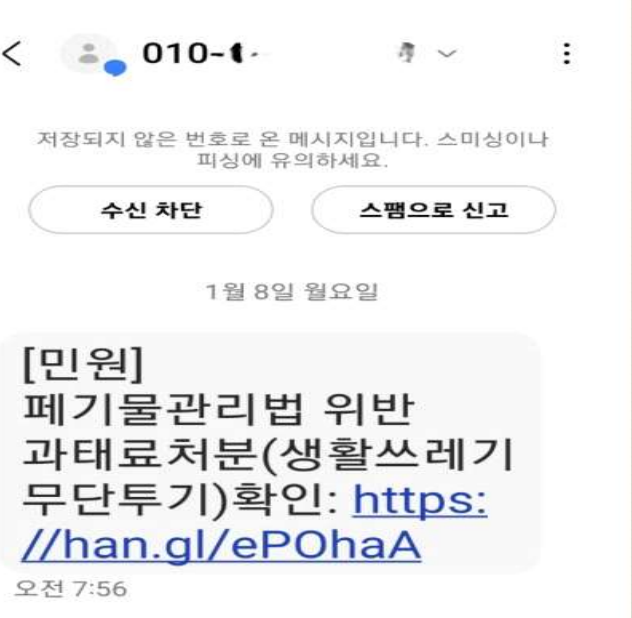 010-
저장되지 않은 번호로 온 메시지입니다. 스미싱이나
피싱에 유의하세요.
수신 차단
스팸으로 신고
1월 8일 월요일
[민원]
페기물관리법 위반
과태료처분(생활쓰레기
무단투기)확인: https:
//han.gl/ePOhaA
오전 7:56